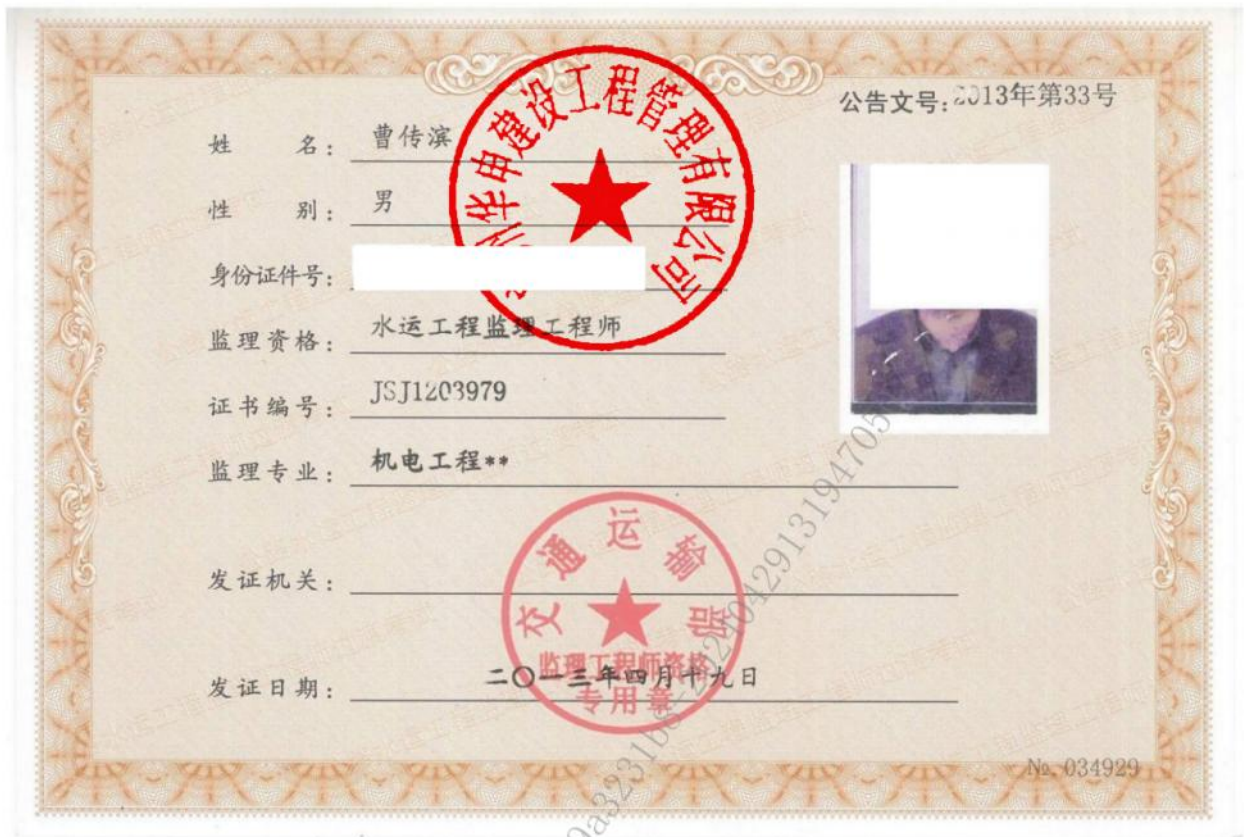 公告文号:2013年第33号
姓 名: 曹传滨
性 别: 男
身份证件号:
监理资格: 水运工程监理工程师
证书编号: JSJ1203979
监理专业: 机电工程**
发证机关:
发证日期: 二〇一三年四月十九日
№. 034929
华申建设工程管理有限公司
交通运输部
监理工程师资格
专用章